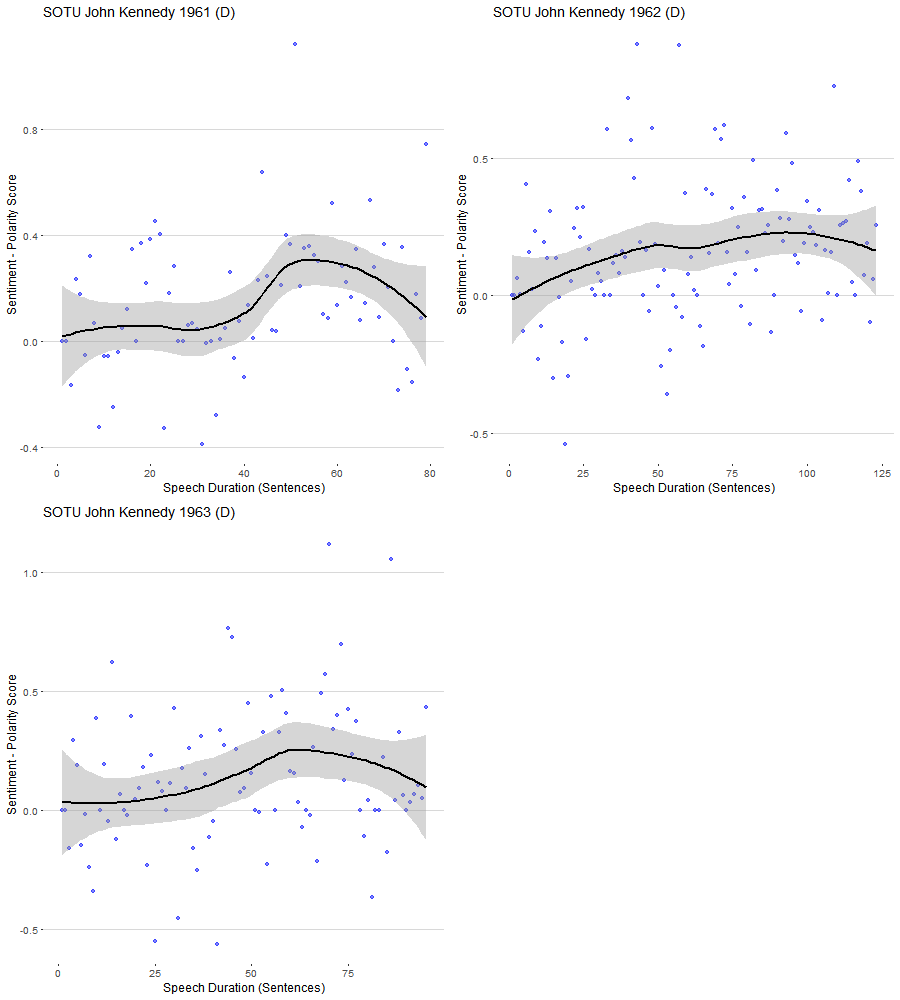 SOTU John Kennedy 1961 (D)
Sentiment - Polarity Score
0.8
0.4
0.0
-0.4
0 20 40 60 80
Speech Duration (Sentences)
SOTU John Kennedy 1962 (D)
Sentiment - Polarity Score
0.5
0.0
-0.5
0 25 50 75 100 125
Speech Duration (Sentences)
SOTU John Kennedy 1963 (D)
Sentiment - Polarity Score
1.0
0.5
0.0
-0.5
0 25 50 75
Speech Duration (Sentences)